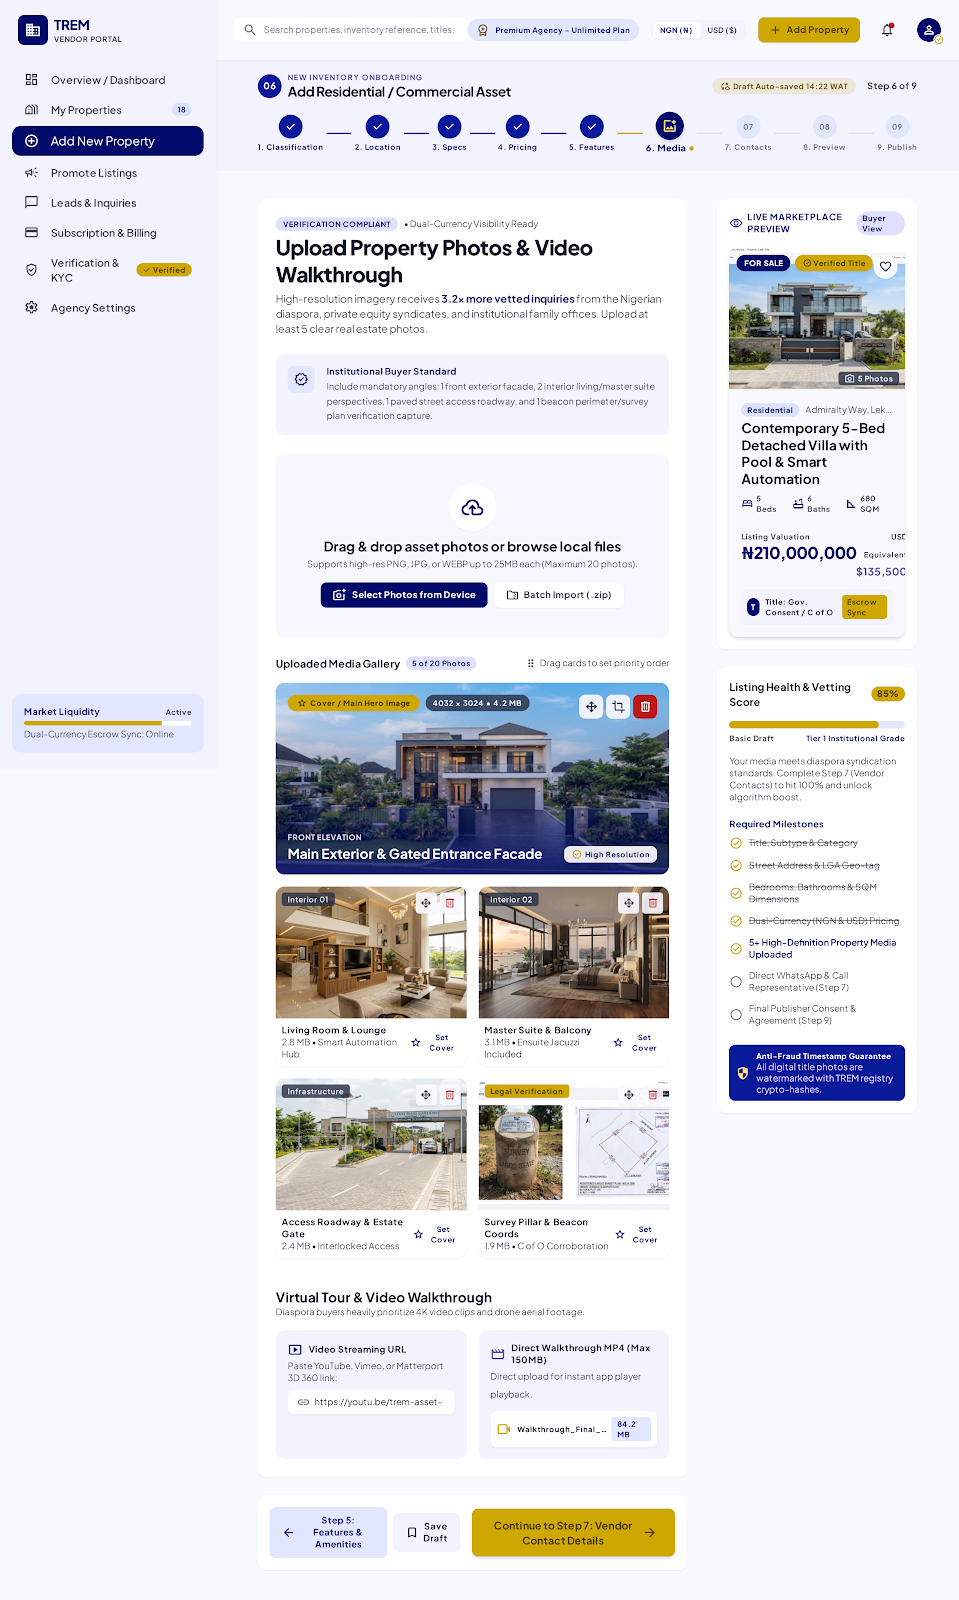 TREM
VENDOR PORTAL
Overview / Dashboard
My Properties
18
Add New Property
Promote Listings
Leads & Inquiries
Subscription & Billing
Verification &
KYC
Verified
Agency Settings
Market Liquidity
Active
Dual-Currency Escrow Sync: Online
Search properties, inventory reference, titles,
Premium Agency - Unlimited Plan
NGN (₦)
USD ($)
Add Property
06
NEW INVENTORY ONBOARDING
Add Residential / Commercial Asset
Draft Auto-saved 14:22 WAT
Step 6 of 9
1. Classification
2. Location
3. Specs
4. Pricing
5. Features
6. Media
07
7. Contacts
08
8. Preview
09
9. Publish
VERIFICATION COMPLIANT
• Dual-Currency Visibility Ready
Upload Property Photos & Video
Walkthrough
High-resolution imagery receives 3.2x more vetted inquiries from the Nigerian
diaspora, private equity syndicates, and institutional family offices. Upload at
least 5 clear real estate photos.
Institutional Buyer Standard
Include mandatory angles: 1 front exterior facade, 2 interior living/master suite
perspectives, 1 paved street access roadway, and 1 beacon perimeter/survey
plan verification capture.
Drag & drop asset photos or browse local files
Supports high-res PNG, JPG, or WEBP up to 25MB each (Maximum 20 photos).
Select Photos from Device
Batch Import (.zip)
Uploaded Media Gallery
5 of 20 Photos
Drag cards to set priority order
Cover / Main Hero Image
4032 × 3024 • 4.2 MB
FRONT ELEVATION
Main Exterior & Gated Entrance Facade
High Resolution
Interior 01
Living Room & Lounge
2.8 MB • Smart Automation
Hub
Set
Cover
Interior 02
Master Suite & Balcony
3.1 MB • Ensuite Jacuzzi
Included
Set
Cover
Infrastructure
Access Roadway & Estate
Gate
2.4 MB • Interlocked Access
Set
Cover
Legal Verification
SURVEY
Survey Pillar & Beacon
Coords
1.9 MB • C of O Corroboration
Set
Cover
Virtual Tour & Video Walkthrough
Diaspora buyers heavily prioritize 4K video clips and drone aerial footage.
Video Streaming URL
Paste YouTube, Vimeo, or Matterport
3D 360 link:
https://youtu.be/trem-asset-
Direct Walkthrough MP4 (Max
150MB)
Direct upload for instant app player
playback.
Walkthrough_Final_...
84.2
MB
Step 5:
Features &
Amenities
Save
Draft
Continue to Step 7: Vendor
Contact Details
LIVE MARKETPLACE
PREVIEW
Buyer
View
FOR SALE
Verified Title
5 Photos
Residential
Admiralty Way, Lek...
Contemporary 5-Bed
Detached Villa with
Pool & Smart
Automation
5
Beds
6
Baths
680
SQM
Listing Valuation
₦210,000,000
USD
Equivalent
$135,500
T
Title: Gov.
Consent / C of O
Escrow
Sync
Listing Health & Vetting
Score
85%
Basic Draft
Tier 1 Institutional Grade
Your media meets diaspora syndication
standards. Complete Step 7 (Vendor
Contacts) to hit 100% and unlock
algorithm boost.
Required Milestones
Title, Subtype & Category
Street Address & LGA Geo-tag
Bedrooms, Bathrooms & SQM
Dimensions
Dual-Currency (NGN & USD) Pricing
5+ High-Definition Property Media
Uploaded
Direct WhatsApp & Call
Representative (Step 7)
Final Publisher Consent &
Agreement (Step 9)
Anti-Fraud Timestamp Guarantee
All digital title photos are
watermarked with TREM registry
crypto-hashes.